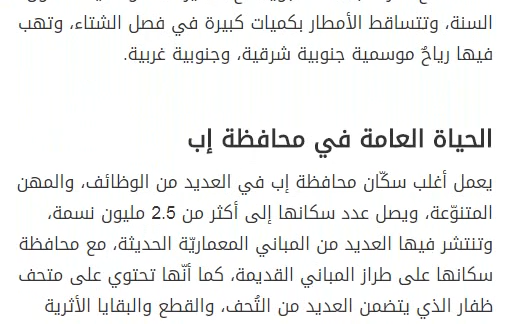 السنة، وتتساقط الأمطار بكميات كبيرة في فصل الشتاء، وتهب
فيها رياحٌ موسمية جنوبية شرقية، وجنوبية غربية.
الحياة العامة في محافظة إب
يعمل أغلب سكّان محافظة إب في العديد من الوظائف، والمهن
المتنوّعة، ويصل عدد سكانها إلى أكثر من 2.5 مليون نسمة،
وتنتشر فيها العديد من المباني المعماريّة الحديثة، مع محافظة
سكانها على طراز المباني القديمة، كما أنّها تحتوي على متحف
ظفار الذي يتضمن العديد من التُحف، والقطع والبقايا الأثرية